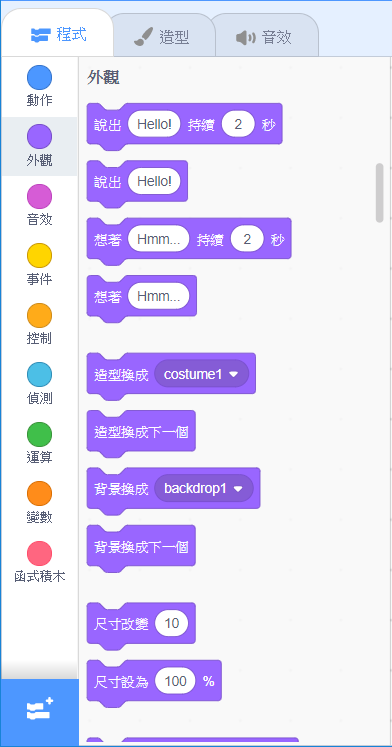 程式 造型 音效
動作
外觀
音效
事件
控制
偵測
運算
變數
函式積木
外觀
說出 Hello! 持續 2 秒
說出 Hello!
想著 Hmm... 持續 2 秒
想著 Hmm...
造型換成 costume1
造型換成下一個
背景換成 backdrop1
背景換成下一個
尺寸改變 10
尺寸設為 100 %